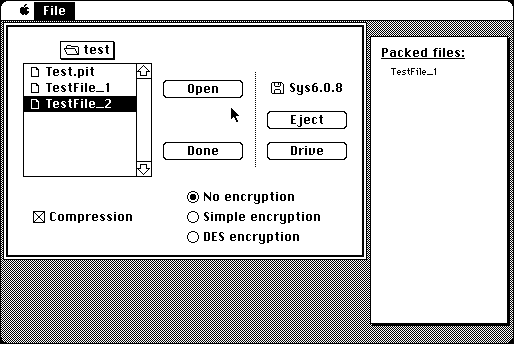 File
test
Test.pit
TestFile_1
TestFile_2
Open
Done
Sys6.0.8
Eject
Drive
Compression
No encryption
Simple encryption
DES encryption
Packed files:
TestFile_1